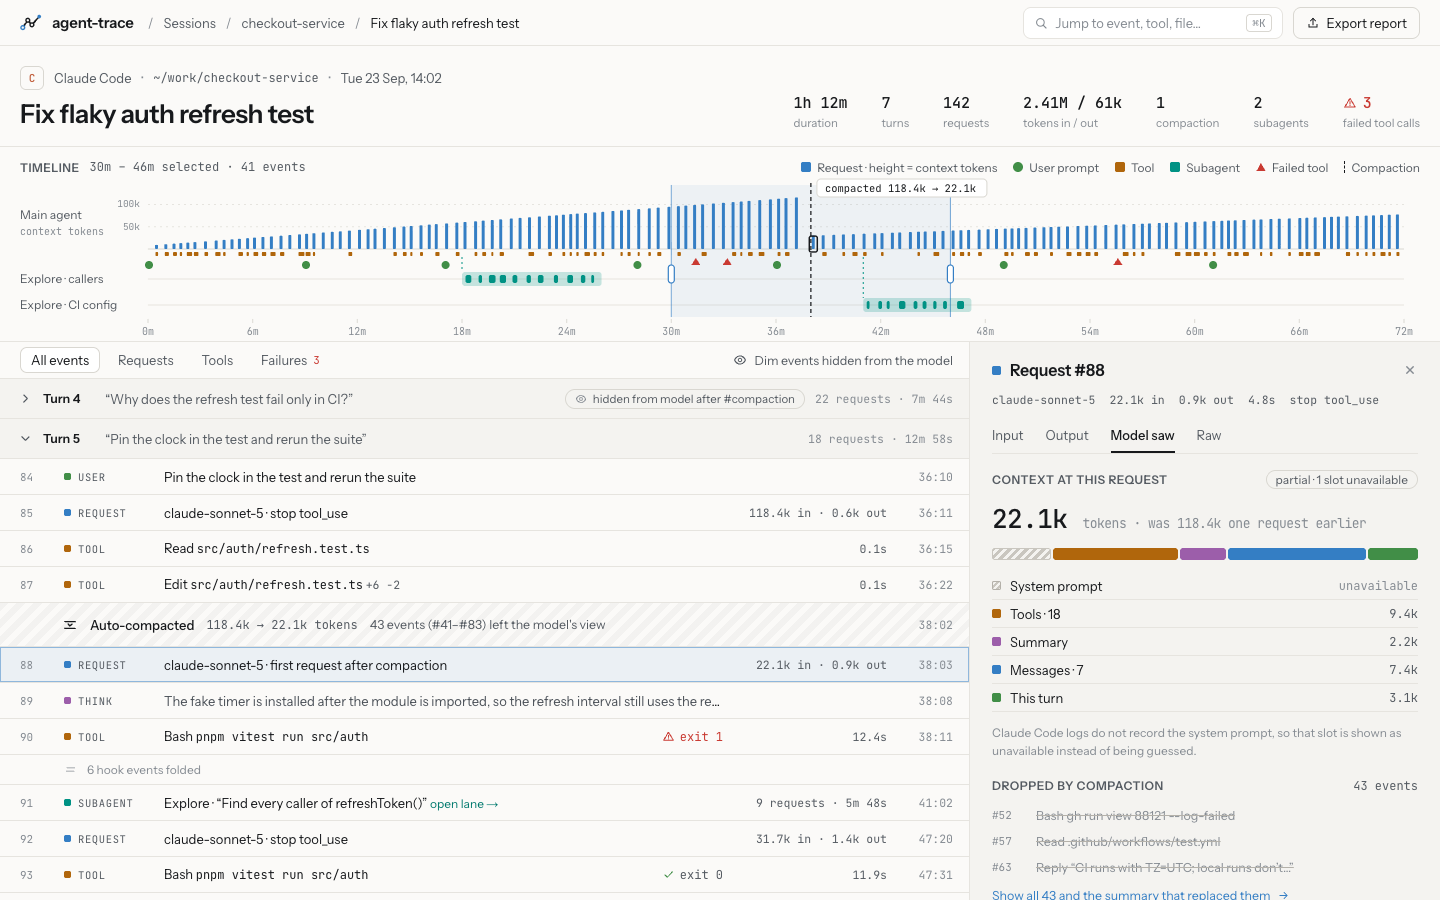 agent-trace / Sessions / checkout-service / Fix flaky auth refresh test
Jump to event, tool, file... ⌘K
Export report
C Claude Code · ~/work/checkout-service · Tue 23 Sep, 14:02
Fix flaky auth refresh test
1h 12m 7 142 2.41M / 61k 1 2 3
duration turns requests tokens in / out compaction subagents failed tool calls
TIMELINE 30m – 46m selected · 41 events
Request · height = context tokens User prompt Tool Subagent Failed tool Compaction
compacted 118.4k → 22.1k
Main agent
context tokens
100k
50k
Explore · callers
Explore · CI config
0m 6m 12m 18m 24m 30m 36m 42m 48m 54m 60m 66m 72m
All events Requests Tools Failures 3
Dim events hidden from the model
Turn 4 “Why does the refresh test fail only in CI?” hidden from model after #compaction 22 requests · 7m 44s
Turn 5 “Pin the clock in the test and rerun the suite” 18 requests · 12m 58s
84 USER Pin the clock in the test and rerun the suite 36:10
85 REQUEST claude-sonnet-5 · stop tool_use 118.4k in · 0.6k out 36:11
86 TOOL Read src/auth/refresh.test.ts 0.1s 36:15
87 TOOL Edit src/auth/refresh.test.ts +6 -2 0.1s 36:22
Auto-compacted 118.4k → 22.1k tokens 43 events (#41–#83) left the model's view 38:02
88 REQUEST claude-sonnet-5 · first request after compaction 22.1k in · 0.9k out 38:03
89 THINK The fake timer is installed after the module is imported, so the refresh interval still uses the re… 38:08
90 TOOL Bash pnpm vitest run src/auth exit 1 12.4s 38:11
6 hook events folded
91 SUBAGENT Explore · “Find every caller of refreshToken()” open lane → 9 requests · 5m 48s 41:02
92 REQUEST claude-sonnet-5 · stop tool_use 31.7k in · 1.4k out 47:20
93 TOOL Bash pnpm vitest run src/auth exit 0 11.9s 47:31
Request #88
claude-sonnet-5 22.1k in 0.9k out 4.8s stop tool_use
Input Output Model saw Raw
CONTEXT AT THIS REQUEST partial · 1 slot unavailable
22.1k tokens · was 118.4k one request earlier
System prompt unavailable
Tools · 18 9.4k
Summary 2.2k
Messages · 7 7.4k
This turn 3.1k
Claude Code logs do not record the system prompt, so that slot is shown as
unavailable instead of being guessed.
DROPPED BY COMPACTION 43 events
#52 Bash gh run view 88121 --log-failed
#57 Read .github/workflows/test.yml
#63 Reply “CI runs with TZ=UTC; local runs don't…”
Show all 43 and the summary that replaced them →